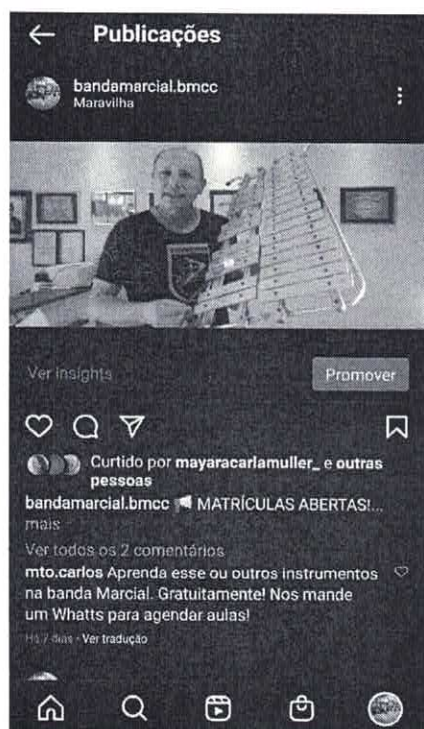 Publicações
bandamarcial.bmcc
Maravilha
Ver insights
Promover
Curtido por mayaracarlamuller_ e outras
pessoas
bandamarcial.bmcc MATRÍCULAS ABERTAS!...
mais
Ver todos os 2 comentários
mto.carlos Aprenda esse ou outros instrumentos
na banda Marcial. Gratuitamente! Nos mande
um Whatts para agendar aulas!
Há 7 dias · Ver tradução